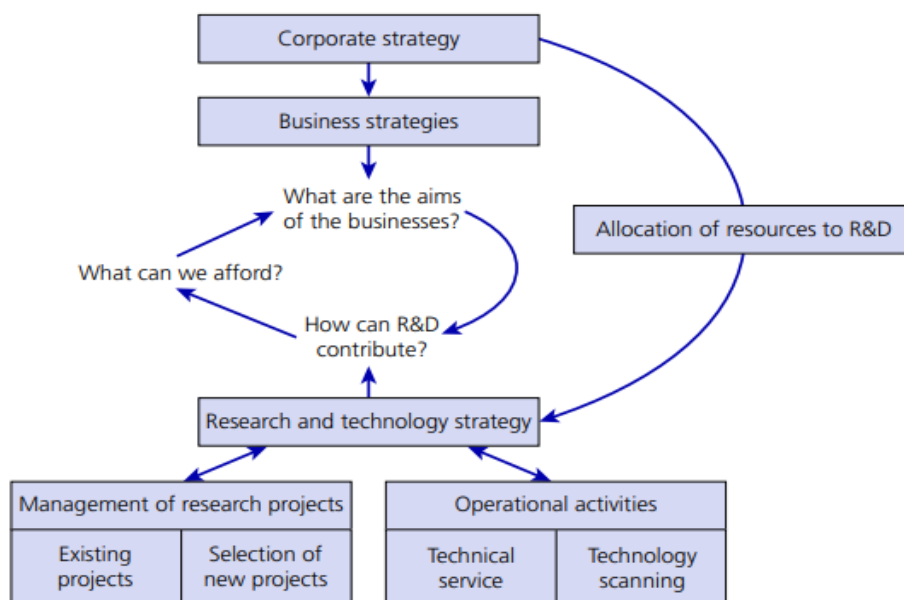 Corporate strategy
Business strategies
What are the aims
of the businesses?
Allocation of resources to R&D
What can we afford?
How can R&D
contribute?
Research and technology strategy
Management of research projects
Existing
projects
Selection of
new projects
Operational activities
Technical
service
Technology
scanning